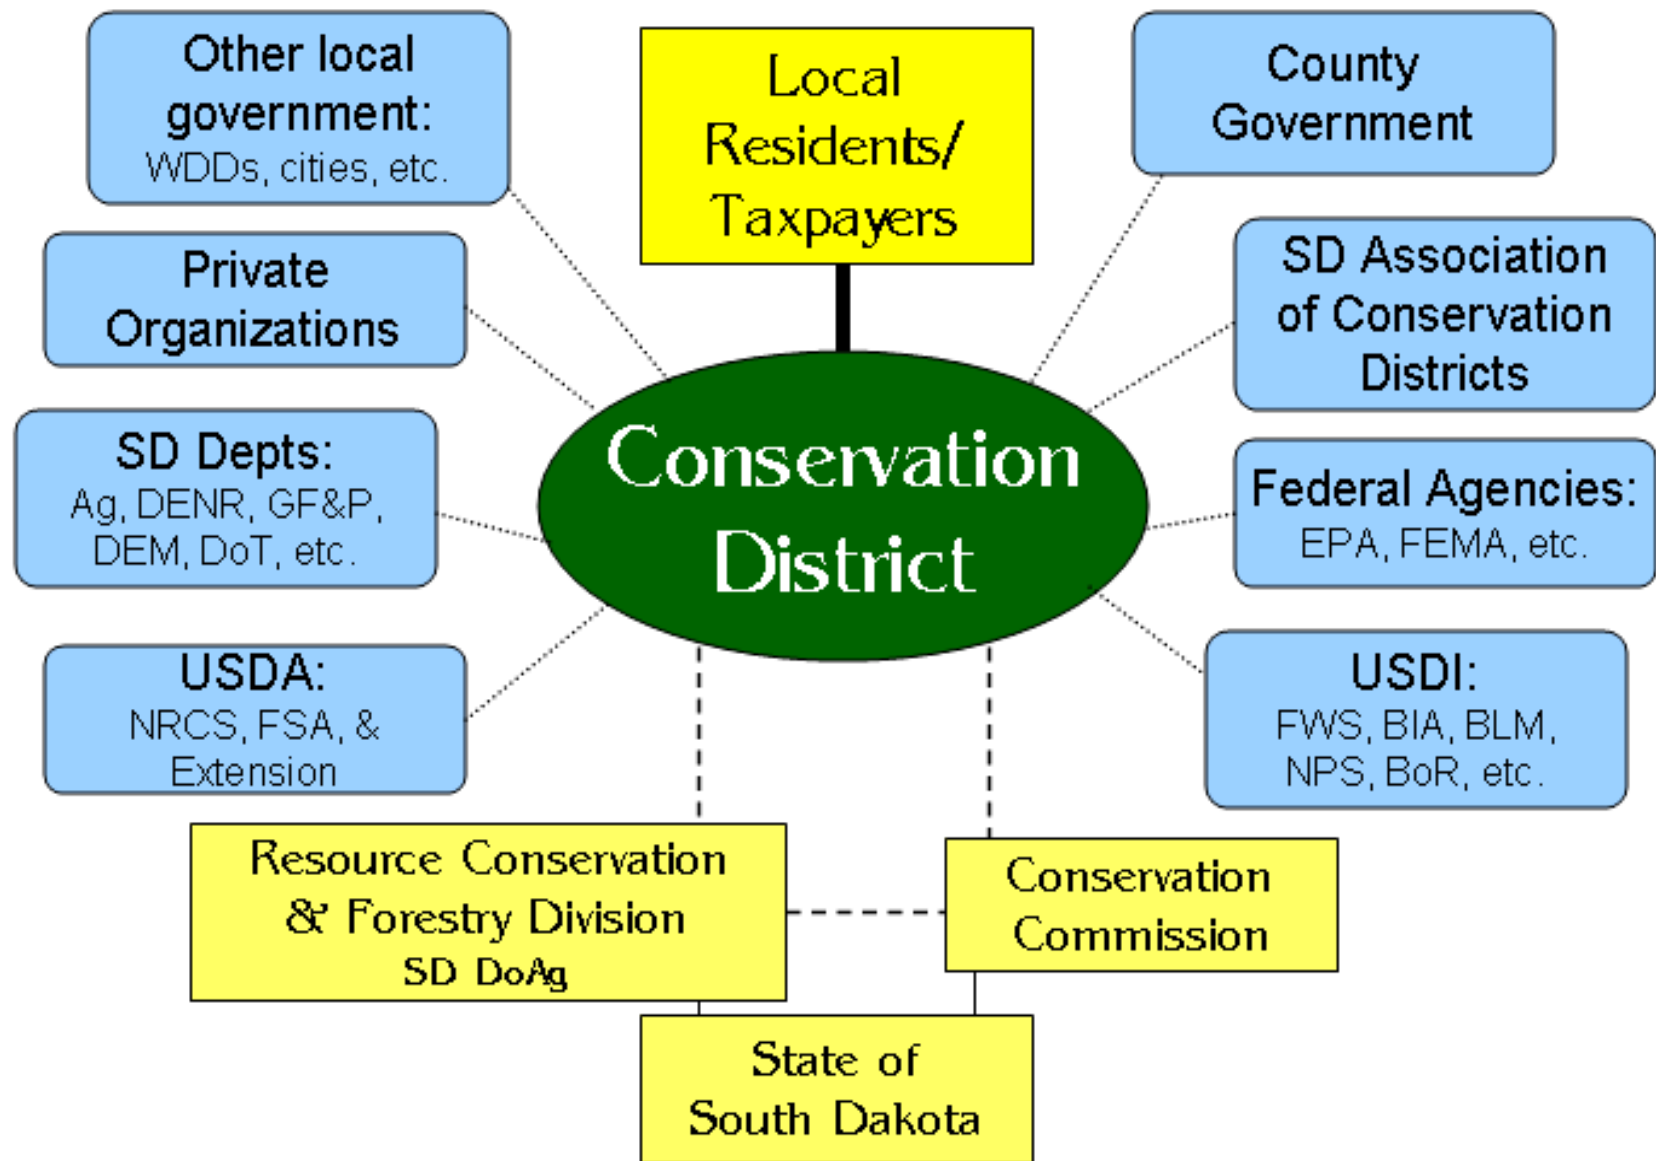 Other local
government:
WDDs, cities, etc.
Local
Residents/
Taxpayers
County
Government
Private
Organizations
SD Association
of Conservation
Districts
SD Depts:
Ag, DENR, GF&P,
DEM, DoT, etc.
Conservation
District
Federal Agencies:
EPA, FEMA, etc.
USDA:
NRCS, FSA, &
Extension
USDI:
FWS, BIA, BLM,
NPS, BoR, etc.
Resource Conservation
& Forestry Division
SD DoAg
Conservation
Commission
State of
South Dakota